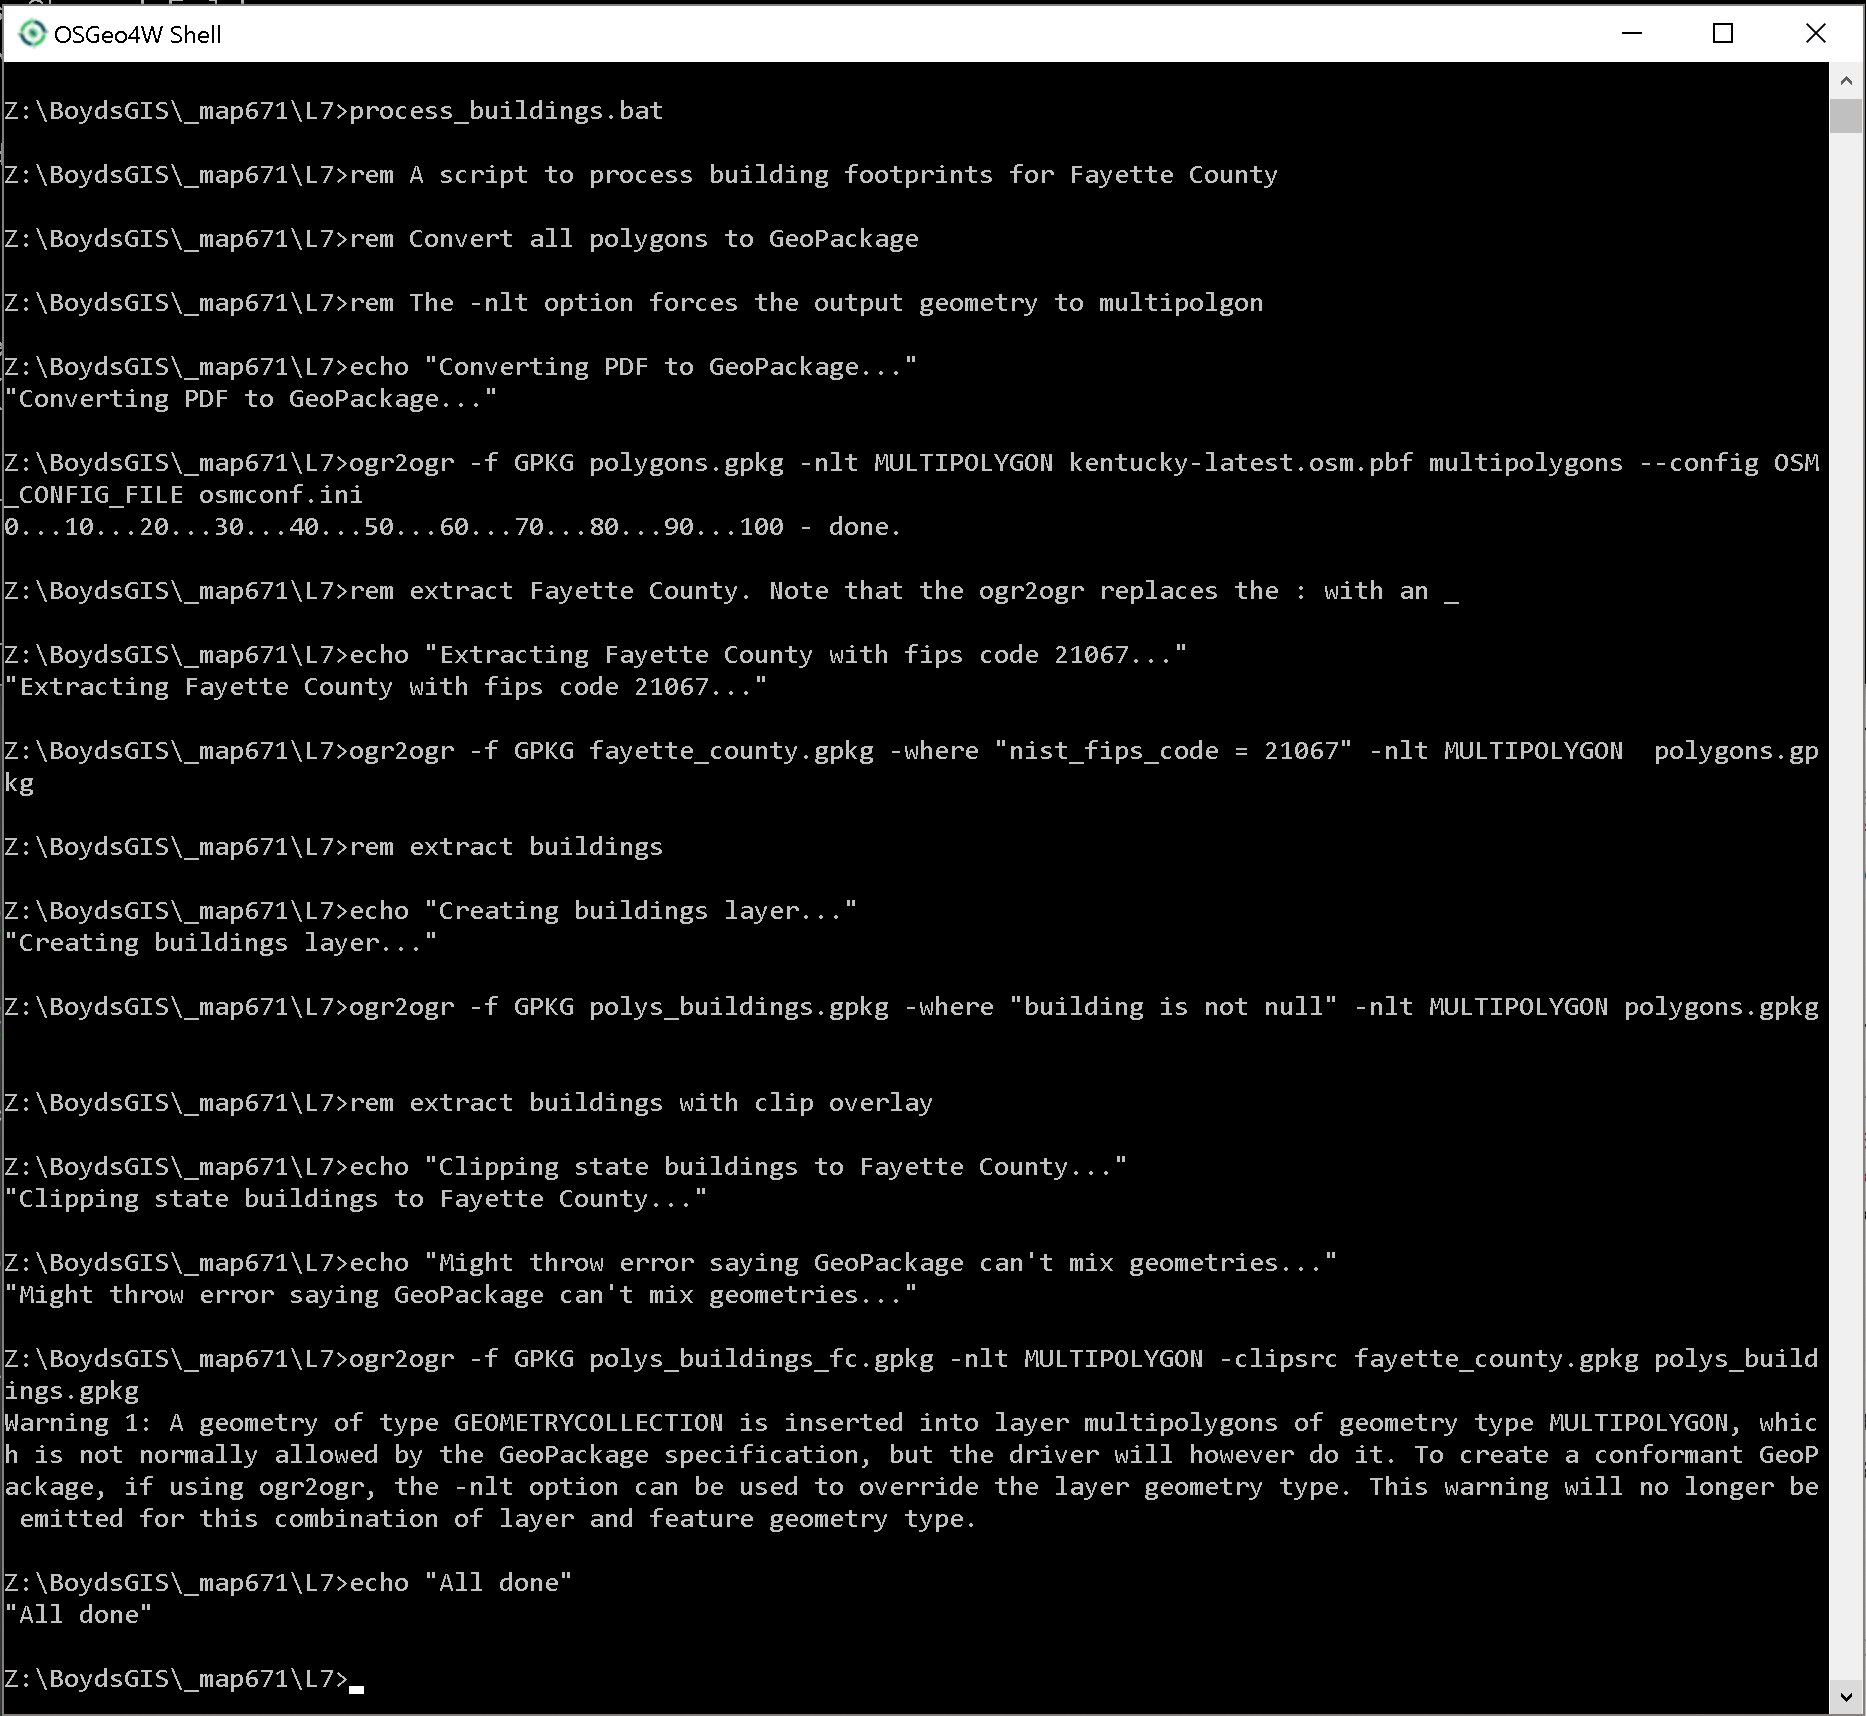 OSGeo4W Shell
Z:\BoydsGIS\_map671\L7>process_buildings.bat
Z:\BoydsGIS\_map671\L7>rem A script to process building footprints for Fayette County
Z:\BoydsGIS\_map671\L7>rem Convert all polygons to GeoPackage
Z:\BoydsGIS\_map671\L7>rem The -nlt option forces the output geometry to multipolgon
Z:\BoydsGIS\_map671\L7>echo "Converting PDF to GeoPackage..."
"Converting PDF to GeoPackage..."
Z:\BoydsGIS\_map671\L7>ogr2ogr -f GPKG polygons.gpkg -nlt MULTIPOLYGON kentucky-latest.osm.pbf multipolygons --config OSM
_CONFIG_FILE osmconf.ini
0...10...20...30...40...50...60...70...80...90...100 - done.
Z:\BoydsGIS\_map671\L7>rem extract Fayette County. Note that the ogr2ogr replaces the : with an _
Z:\BoydsGIS\_map671\L7>echo "Extracting Fayette County with fips code 21067..."
"Extracting Fayette County with fips code 21067..."
Z:\BoydsGIS\_map671\L7>ogr2ogr -f GPKG fayette_county.gpkg -where "nist_fips_code = 21067" -nlt MULTIPOLYGON  polygons.gp
kg
Z:\BoydsGIS\_map671\L7>rem extract buildings
Z:\BoydsGIS\_map671\L7>echo "Creating buildings layer..."
"Creating buildings layer..."
Z:\BoydsGIS\_map671\L7>ogr2ogr -f GPKG polys_buildings.gpkg -where "building is not null" -nlt MULTIPOLYGON polygons.gpkg
Z:\BoydsGIS\_map671\L7>rem extract buildings with clip overlay
Z:\BoydsGIS\_map671\L7>echo "Clipping state buildings to Fayette County..."
"Clipping state buildings to Fayette County..."
Z:\BoydsGIS\_map671\L7>echo "Might throw error saying GeoPackage can't mix geometries..."
"Might throw error saying GeoPackage can't mix geometries..."
Z:\BoydsGIS\_map671\L7>ogr2ogr -f GPKG polys_buildings_fc.gpkg -nlt MULTIPOLYGON -clipsrc fayette_county.gpkg polys_build
ings.gpkg
Warning 1: A geometry of type GEOMETRYCOLLECTION is inserted into layer multipolygons of geometry type MULTIPOLYGON, whic
h is not normally allowed by the GeoPackage specification, but the driver will however do it. To create a conformant GeoP
ackage, if using ogr2ogr, the -nlt option can be used to override the layer geometry type. This warning will no longer be
 emitted for this combination of layer and feature geometry type.
Z:\BoydsGIS\_map671\L7>echo "All done"
"All done"
Z:\BoydsGIS\_map671\L7>